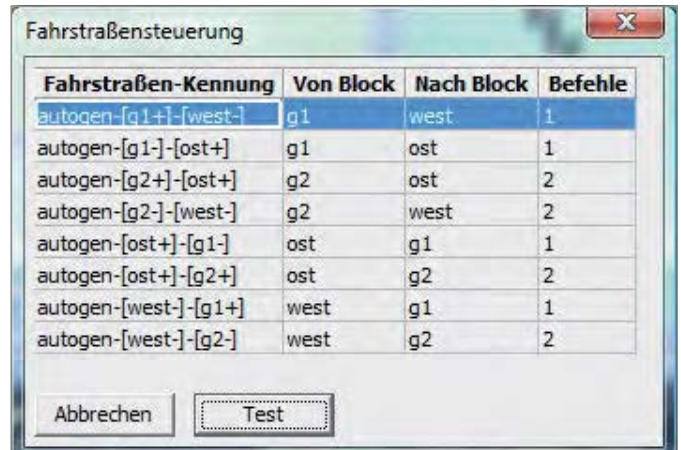 Fahrstraßensteuerung
Fahrstraßen-Kennung Von Block Nach Block Befehle
autogen-[g1+]-[west-] g1 west 1
autogen-[g1-]-[ost+] g1 ost 1
autogen-[g2+]-[ost+] g2 ost 2
autogen-[g2-]-[west-] g2 west 2
autogen-[ost+]-[g1-] ost g1 1
autogen-[ost+]-[g2+] ost g2 2
autogen-[west-]-[g1+] west g1 1
autogen-[west-]-[g2-] west g2 2
Abbrechen Test